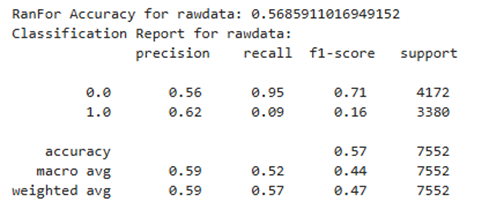 RanFor Accuracy for rawdata: 0.5685911016949152
Classification Report for rawdata:
precision recall f1-score support
0.0 0.56 0.95 0.71 4172
1.0 0.62 0.09 0.16 3380
accuracy 0.57 7552
macro avg 0.59 0.52 0.44 7552
weighted avg 0.59 0.57 0.47 7552